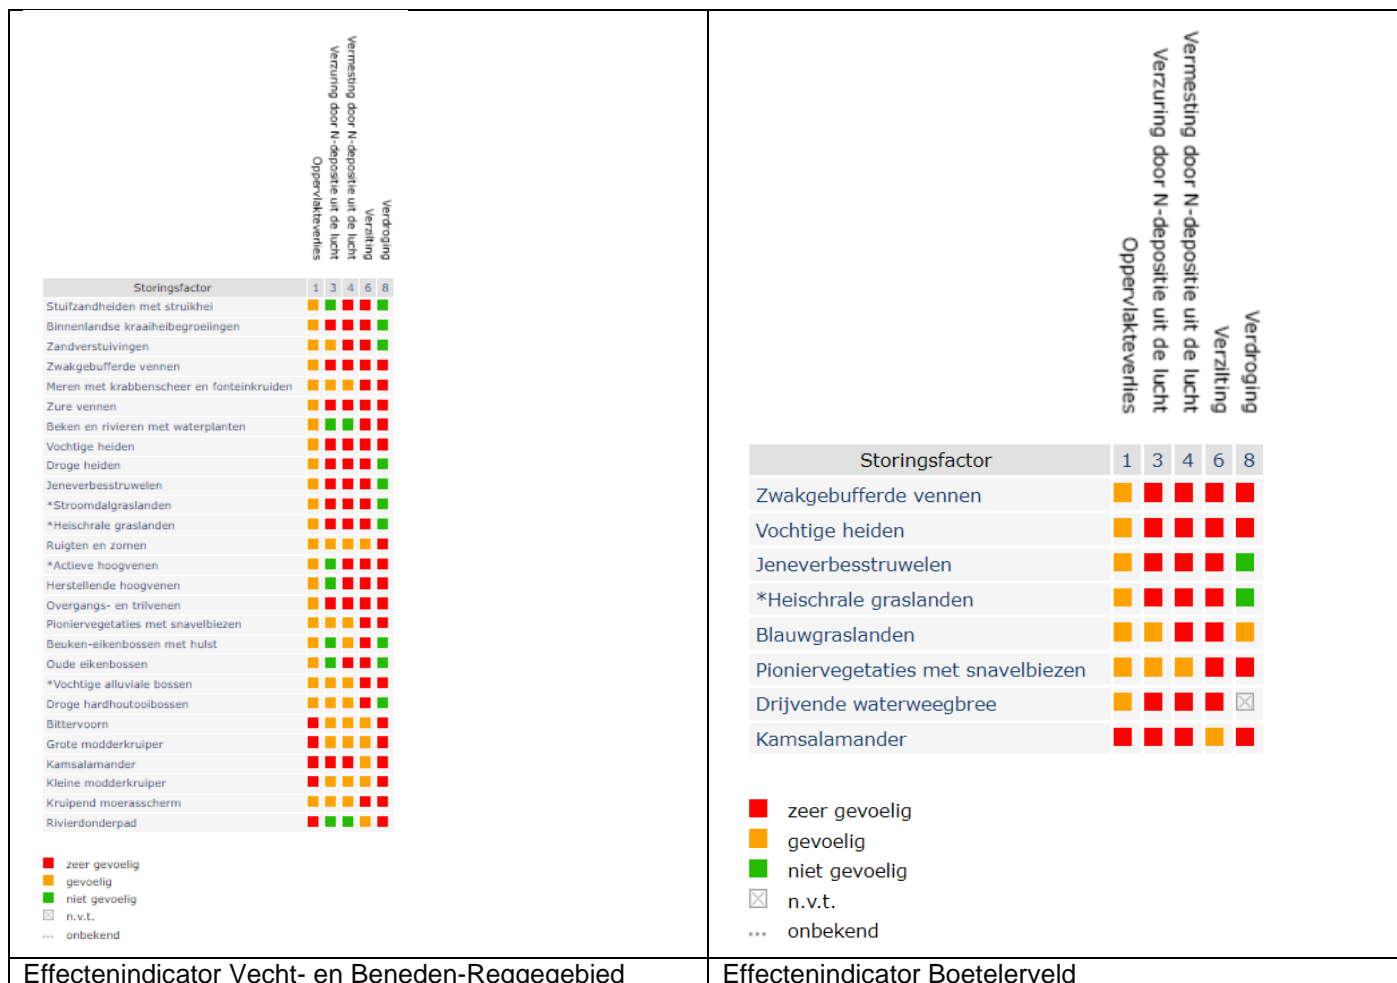 Oppervlakteverlies
Verzuring door N-depositie uit de lucht
Vermesting door N-depositie uit de lucht
Verzilting
Verdroging
Storingsfactor 1 3 4 6 8
Stuifzandheiden met struikhei
Binnenlandse kraaiheibegroeiingen
Zandverstuivingen
Zwakgebufferde vennen
Meren met krabbenscheer en fonteinkruiden
Zure vennen
Beken en rivieren met waterplanten
Vochtige heiden
Droge heiden
Jeneverbesstruwelen
*Stroomdalgraslanden
*Heischrale graslanden
Ruigten en zomen
*Actieve hoogvenen
Herstellende hoogvenen
Overgangs- en trilvenen
Pioniervegetaties met snavelbiezen
Beuken-eikenbossen met hulst
Oude eikenbossen
*Vochtige alluviale bossen
Droge hardhoutooibossen
Bittervoorn
Grote modderkruiper
Kamsalamander
Kleine modderkruiper
Kruipend moerasscherm
Rivierdonderpad
zeer gevoelig
gevoelig
niet gevoelig
n.v.t.
... onbekend
Effectenindicator Vecht- en Beneden-Reggegebied
Oppervlakteverlies
Verzuring door N-depositie uit de lucht
Vermesting door N-depositie uit de lucht
Verzilting
Verdroging
Storingsfactor 1 3 4 6 8
Zwakgebufferde vennen
Vochtige heiden
Jeneverbesstruwelen
*Heischrale graslanden
Blauwgraslanden
Pioniervegetaties met snavelbiezen
Drijvende waterweegbree
Kamsalamander
zeer gevoelig
gevoelig
niet gevoelig
n.v.t.
... onbekend
Effectenindicator Boetelerveld